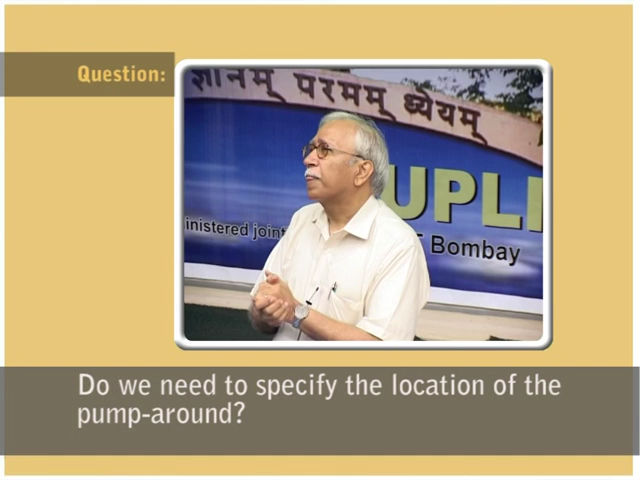 Question:
ज्ञानम् परमम् ध्येयम्
UPLI
inistered joint
Bombay
Do we need to specify the location of the
pump-around?